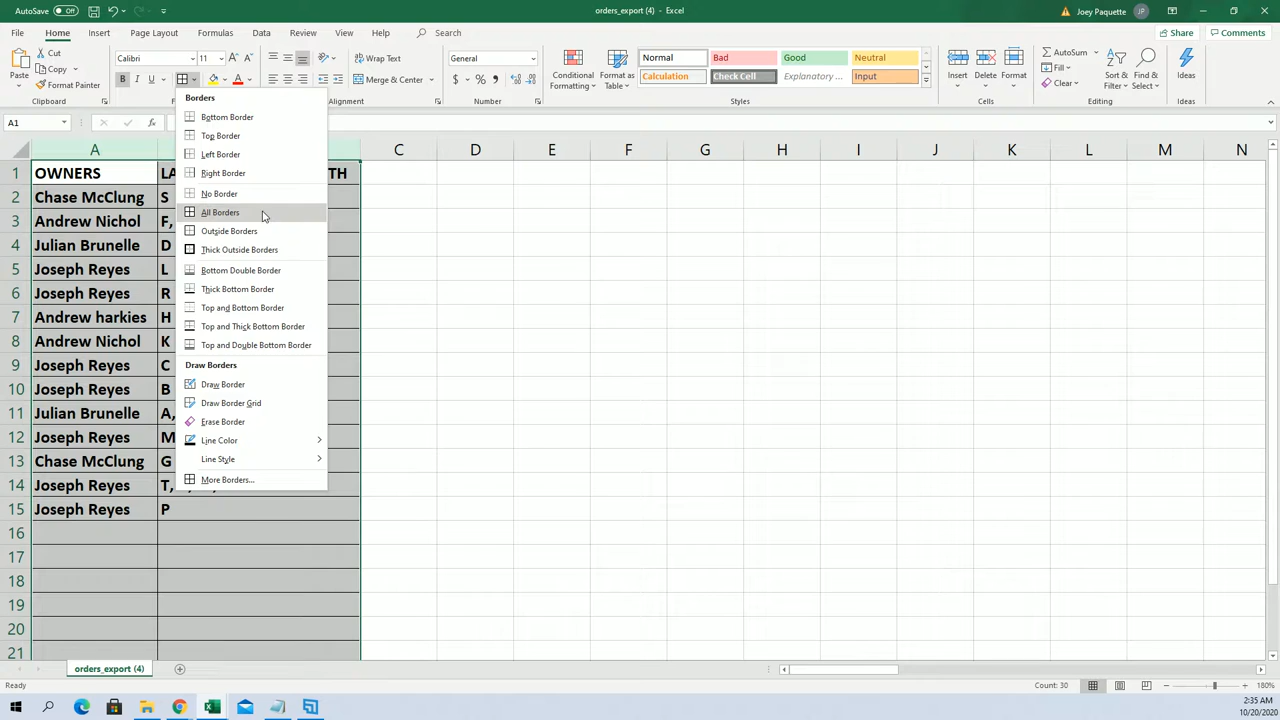 AutoSave Off orders_export (4) - Excel Joey Paquette JP
File Home Insert Page Layout Formulas Data Review View Help Search Share Comments
Paste Cut Copy Format Painter Clipboard
Calibri 11 B I U
Merge & Center Alignment
General $ % Number
Conditional Formatting Format as Table
Normal Bad Good Neutral
Calculation Check Cell Explanatory ... Input
Styles
Insert Delete Format Cells
AutoSum Fill Clear Sort & Filter Find & Select Editing
Ideas Ideas
A1 fx
Borders
Bottom Border
Top Border
Left Border
Right Border
No Border
All Borders
Outside Borders
Thick Outside Borders
Bottom Double Border
Thick Bottom Border
Top and Bottom Border
Top and Thick Bottom Border
Top and Double Bottom Border
Draw Borders
Draw Border
Draw Border Grid
Erase Border
Line Color
Line Style
More Borders...
A C D E F G H I J K L M N
1 OWNERS LA TH
2 Chase McClung S
3 Andrew Nichol F,
4 Julian Brunelle D
5 Joseph Reyes L
6 Joseph Reyes R
7 Andrew harkies H
8 Andrew Nichol K
9 Joseph Reyes C
10 Joseph Reyes B
11 Julian Brunelle A,
12 Joseph Reyes M
13 Chase McClung G
14 Joseph Reyes T,
15 Joseph Reyes P
16
17
18
19
20
21
orders_export (4)
Ready Count: 30 180%
2:35 AM
10/20/2020